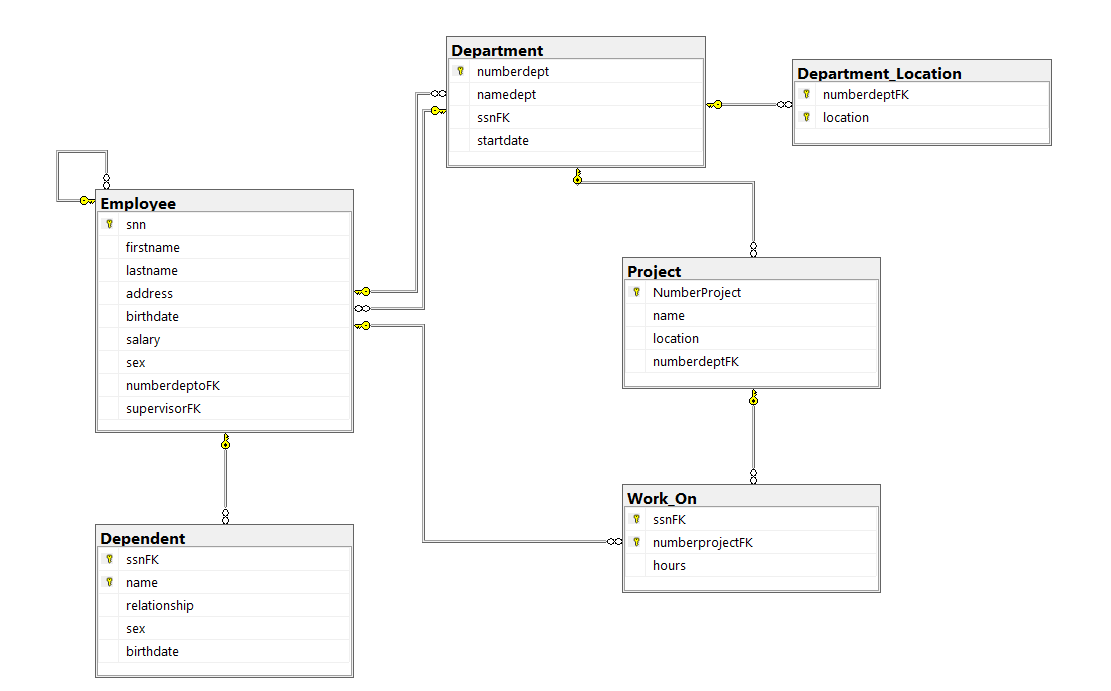 Department
numberdept
namedept
ssnFK
startdate
Department_Location
numberdeptFK
location
Employee
snn
firstname
lastname
address
birthdate
salary
sex
numberdeptoFK
supervisorFK
Project
NumberProject
name
location
numberdeptFK
Work_On
ssnFK
numberprojectFK
hours
Dependent
ssnFK
name
relationship
sex
birthdate